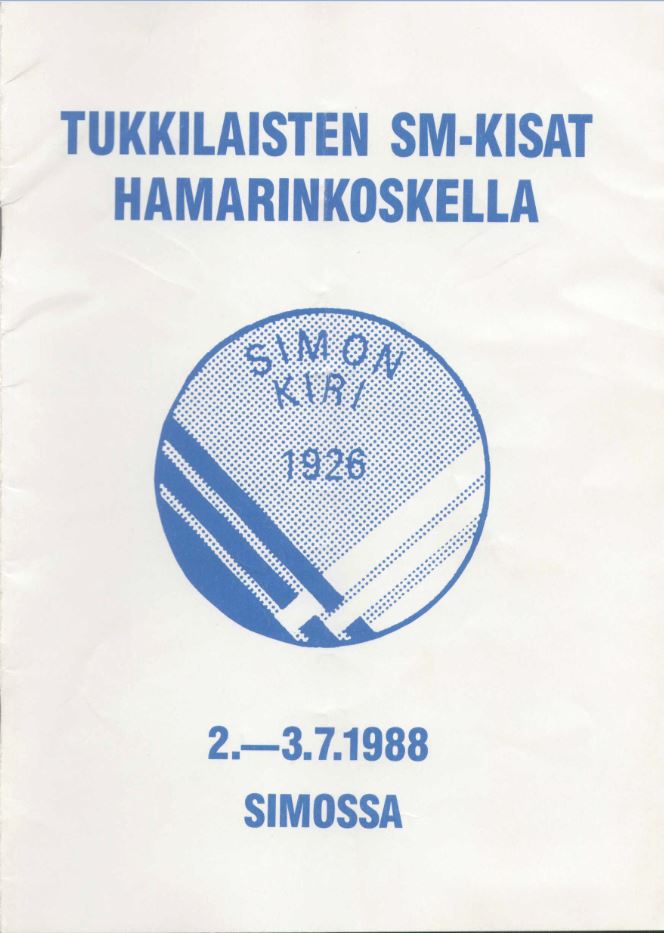 TUKKILAISTEN SM-KISAT
HAMARINKOSKELLA
SIMON
KIRI
1926
2.—3.7.1988
SIMOSSA